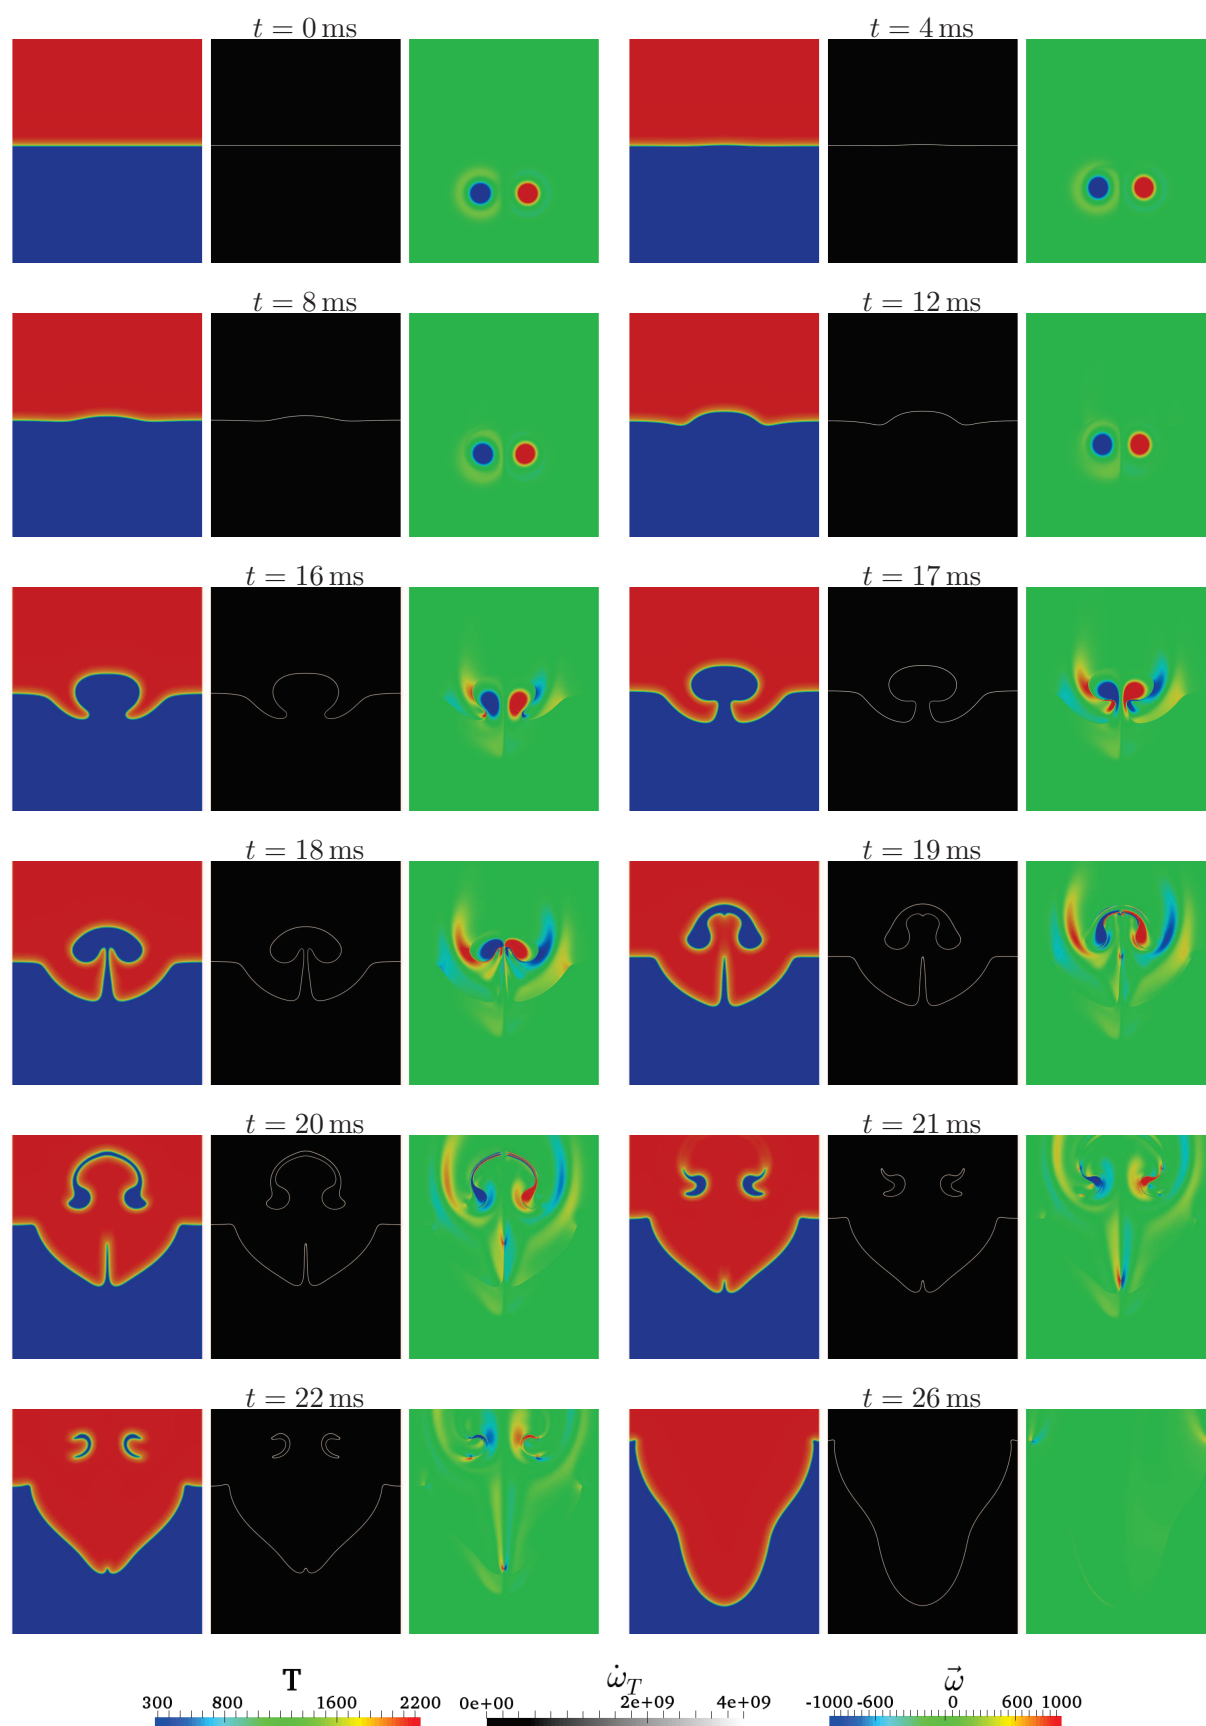 t = 0 ms t = 4 ms
t = 8 ms t = 12 ms
t = 16 ms t = 17 ms
t = 18 ms t = 19 ms
t = 20 ms t = 21 ms
t = 22 ms t = 26 ms
T ω̇_T ω⃗
300 800 1600 2200 0e+00 2e+09 4e+09 -1000 -600 0 600 1000